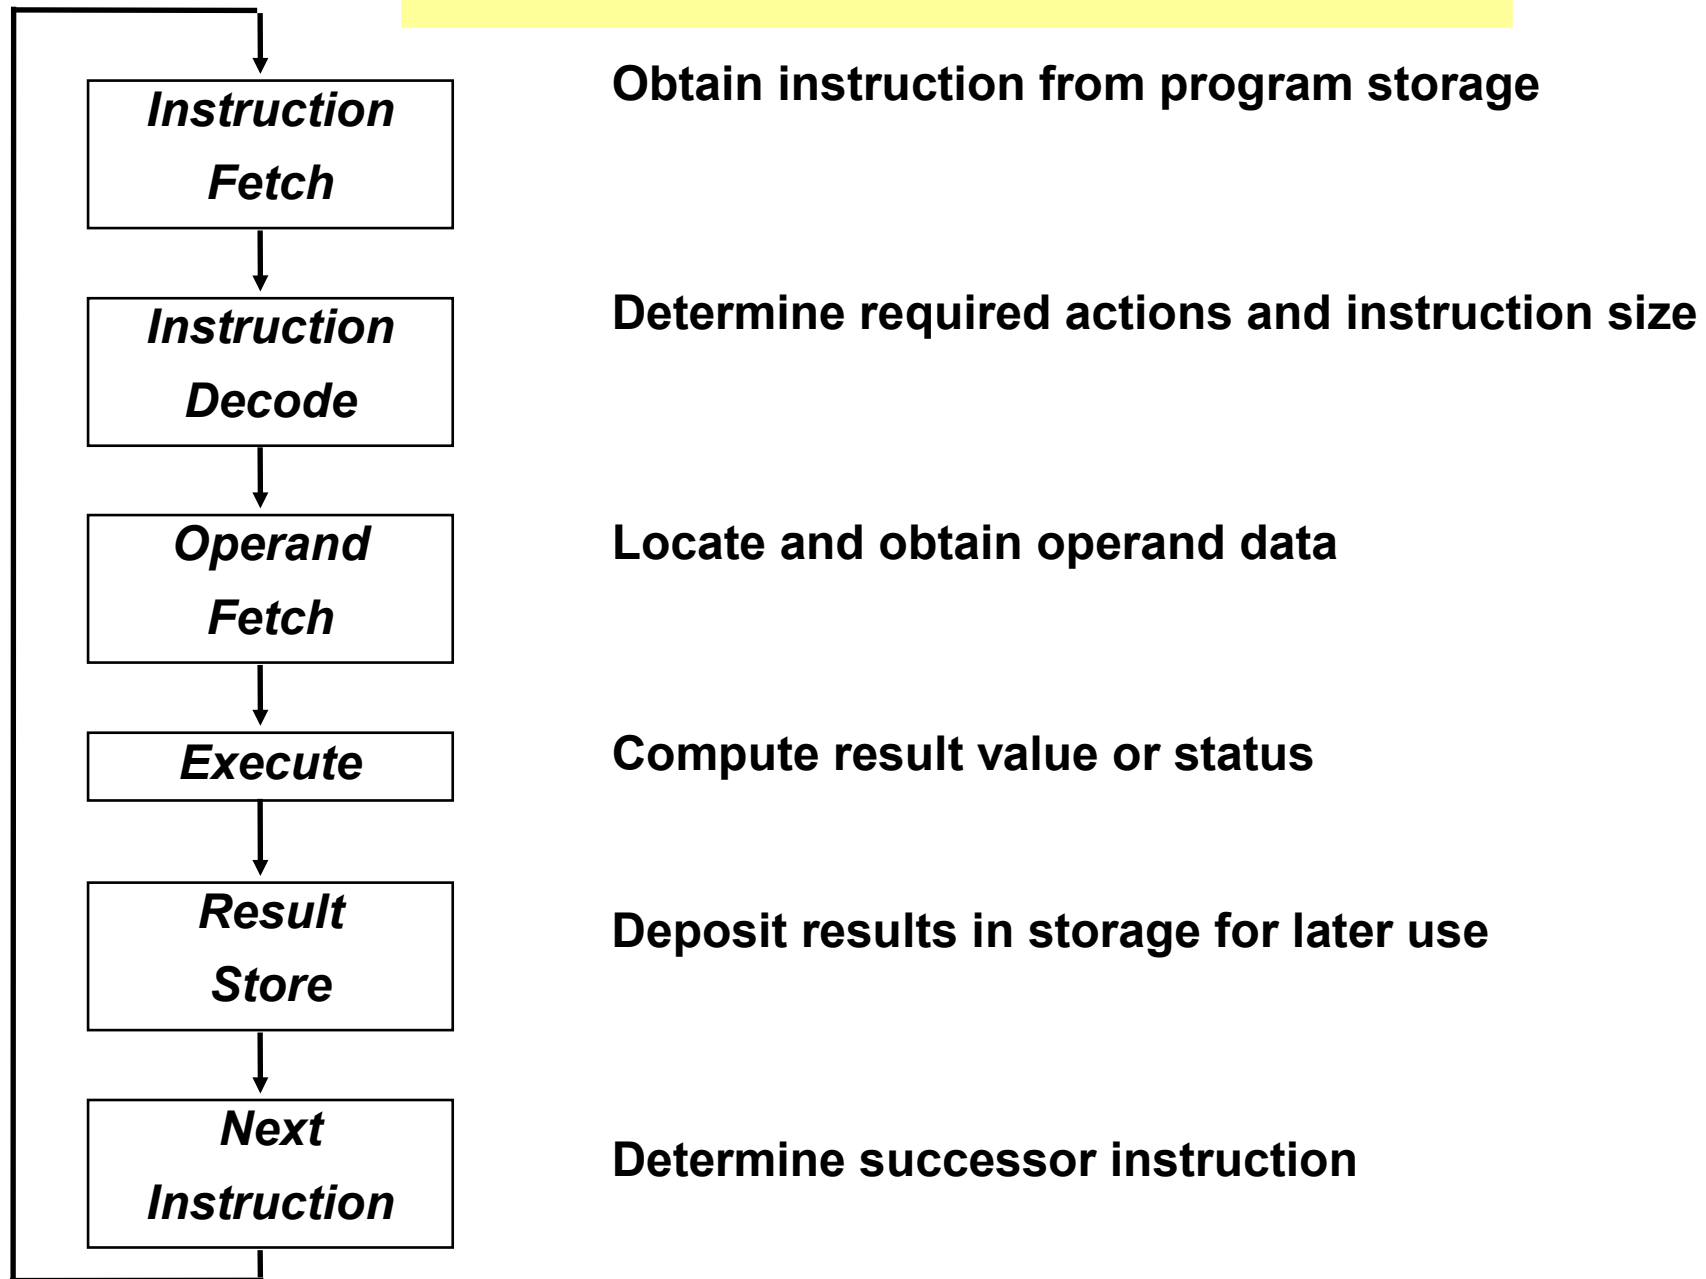 Instruction
Fetch
Obtain instruction from program storage
Instruction
Decode
Determine required actions and instruction size
Operand
Fetch
Locate and obtain operand data
Execute
Compute result value or status
Result
Store
Deposit results in storage for later use
Next
Instruction
Determine successor instruction